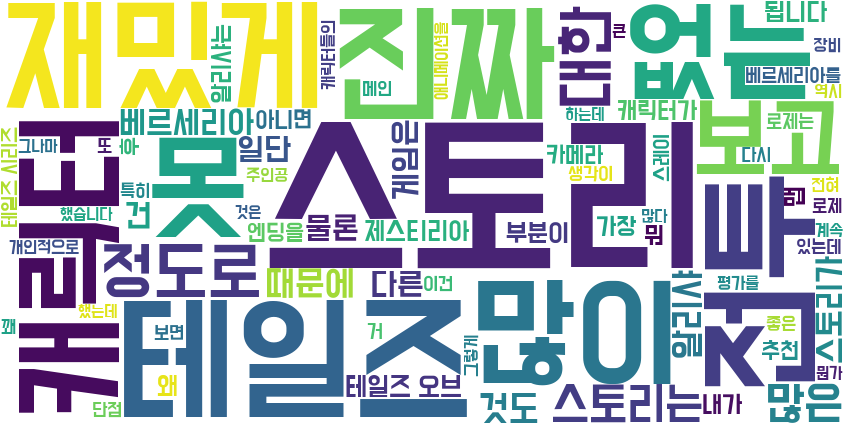 재밌게
진짜
대한
없는
됩니다
장비
베르세리아를
역시
알리샤는
캐릭터들의
메인
애니메이션을
큰
베르세리아
아니면
하는데
캐릭터가
로제는
그나마
또
후
일단
게임은
카메라
생각이
스레이
다시
보고
테일즈 시리즈
캐릭터
특히
못
주인공
스토리
투
전혀
로제
했습니다
건
것은
엔딩을
물론
제스티리아
부분이
가장
뭐
많다
계속
있는데
개인적으로
정도로
때문에
다른
이건
알리샤
평가를
스토리가
꽤
했는데
테일즈
많이
전
보면
거
그렇게
좋은
추천
뭔가
왜
테일즈 오브
단점
것도
스토리는
내가
많은